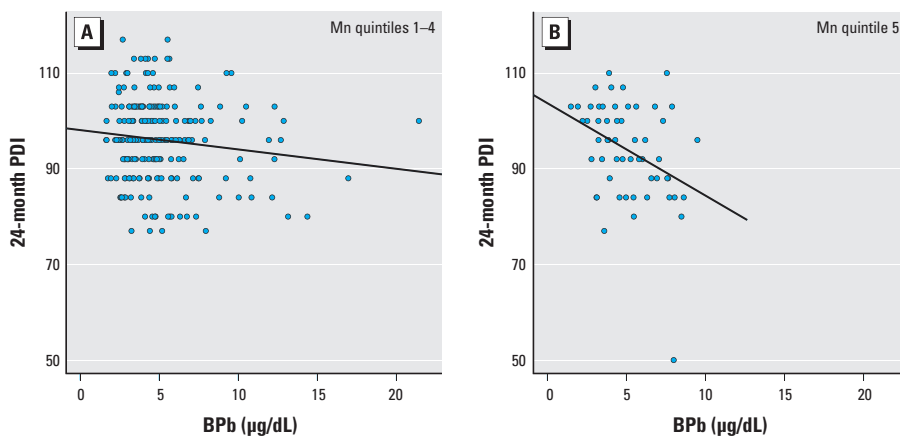 A
Mn quintiles 1–4
110
90
70
50
24-month PDI
0 5 10 15 20
BPb (µg/dL)
B
Mn quintile 5
110
90
70
50
24-month PDI
0 5 10 15 20
BPb (µg/dL)